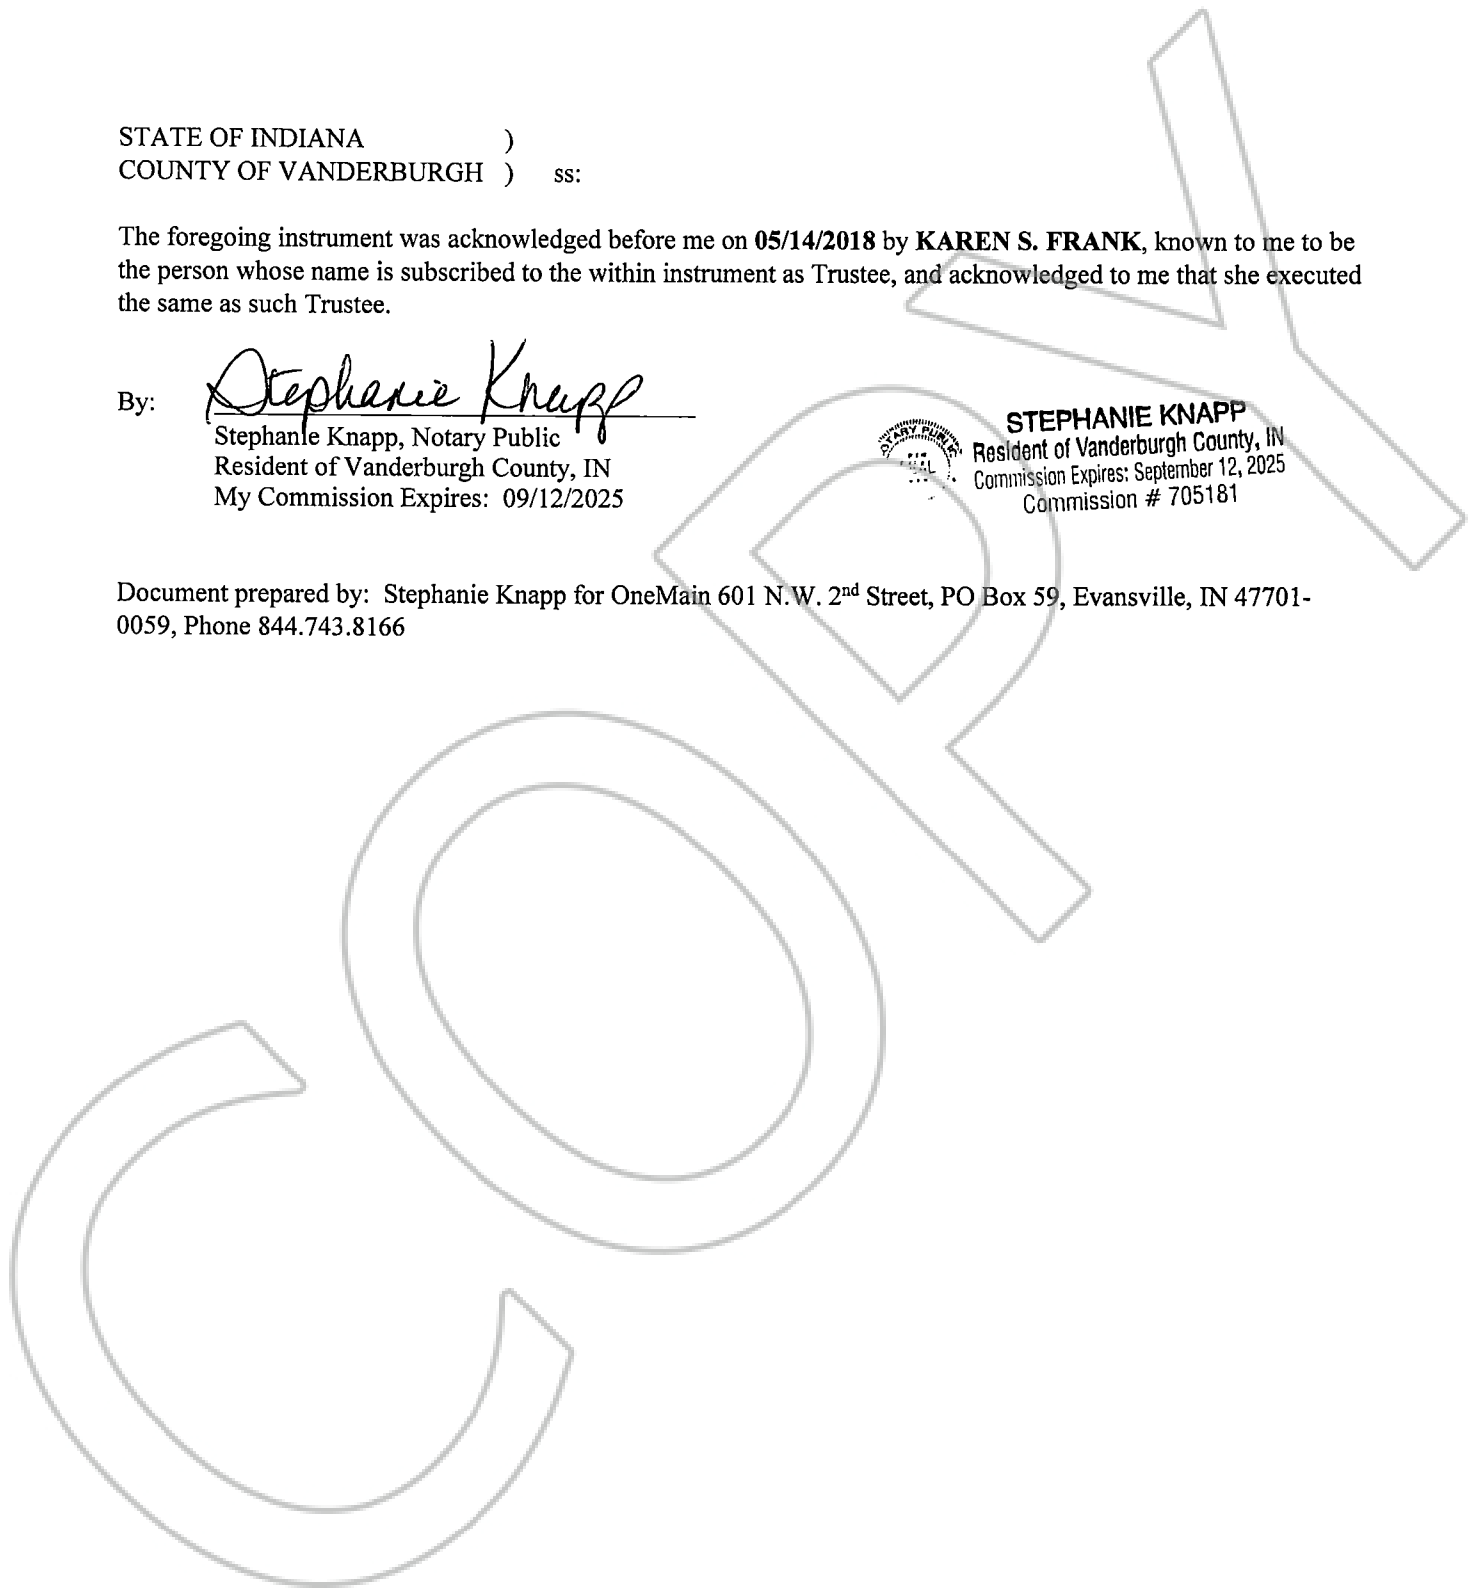 STATE OF INDIANA )
COUNTY OF VANDERBURGH ) ss:
The foregoing instrument was acknowledged before me on 05/14/2018 by KAREN S. FRANK, known to me to be
the person whose name is subscribed to the within instrument as Trustee, and acknowledged to me that she executed
the same as such Trustee.
By: Stephanie Knapp
Stephanie Knapp, Notary Public
Resident of Vanderburgh County, IN
My Commission Expires: 09/12/2025
NOTARY PUBLIC
STEPHANIE KNAPP
Resident of Vanderburgh County, IN
Commission Expires: September 12, 2025
Commission # 705181
Document prepared by: Stephanie Knapp for OneMain 601 N.W. 2nd Street, PO Box 59, Evansville, IN 47701-
0059, Phone 844.743.8166
COPY